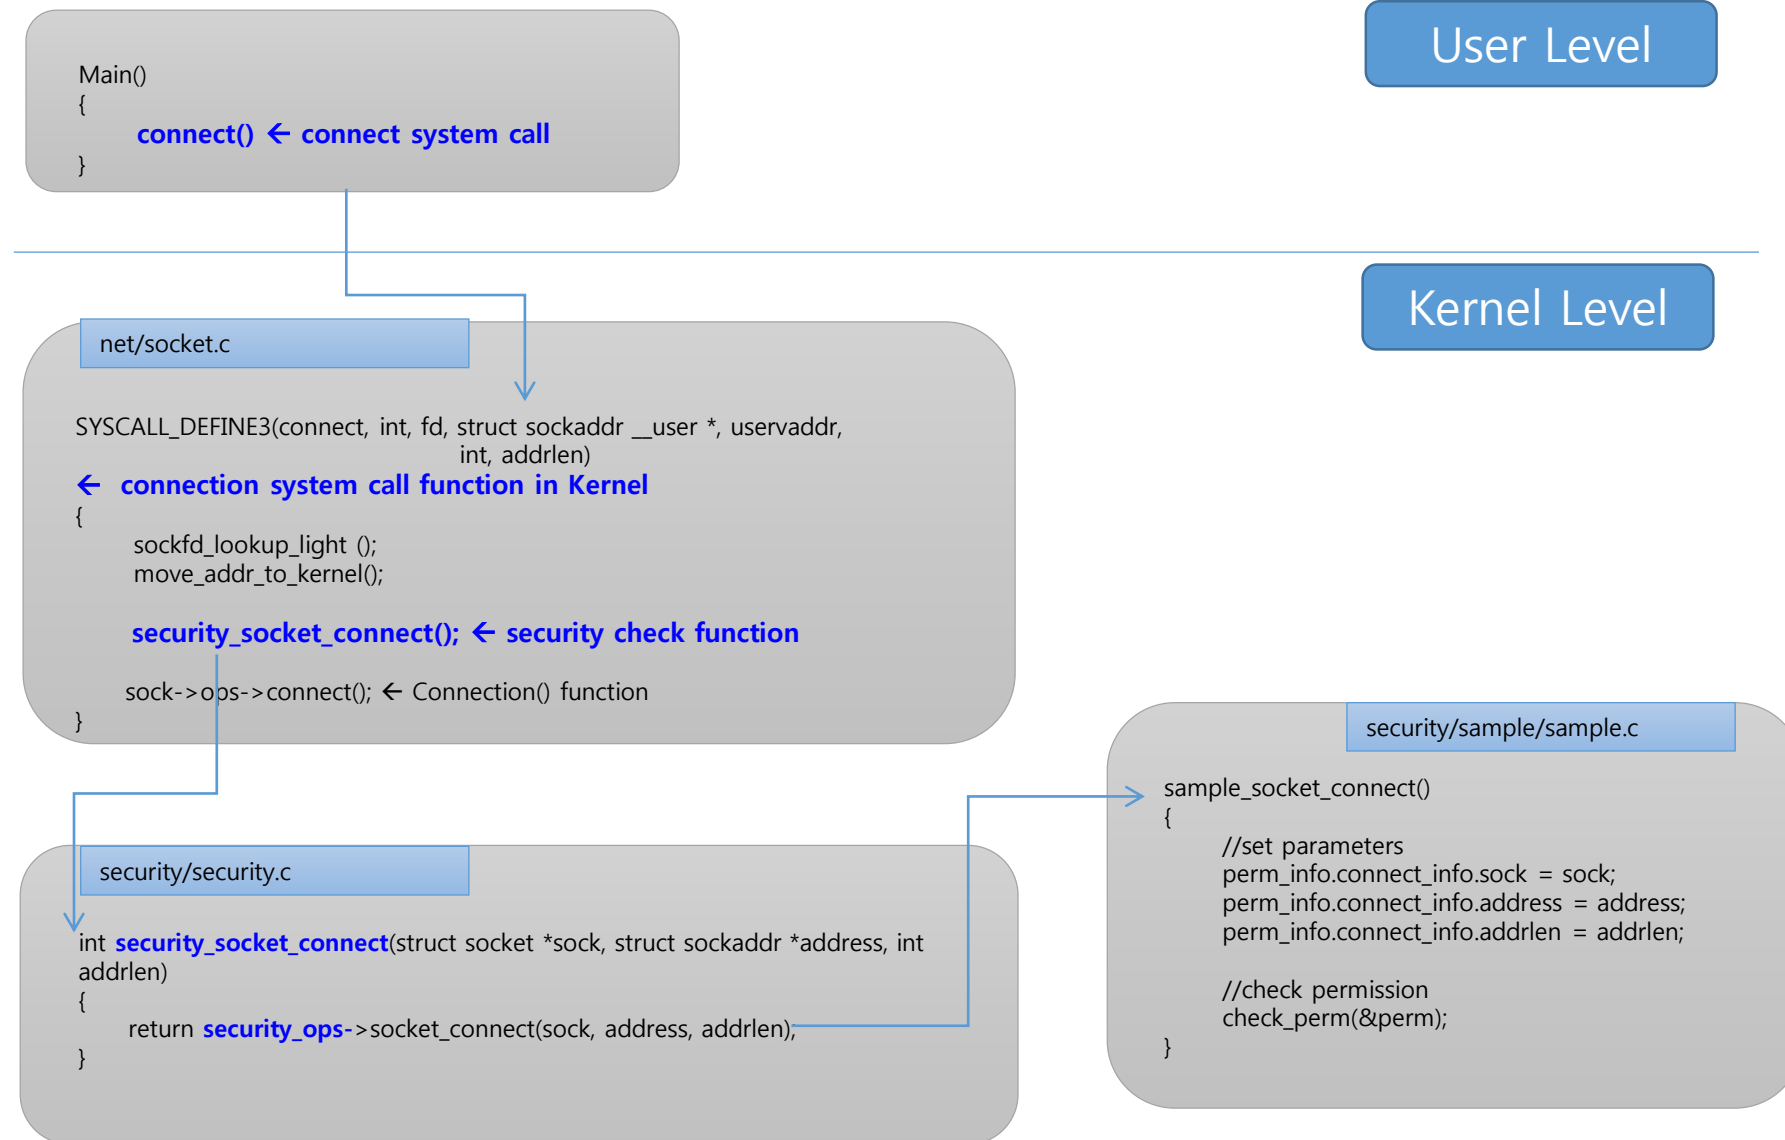 User Level
Main()
{
connect() ← connect system call
}
Kernel Level
net/socket.c
SYSCALL_DEFINE3(connect, int, fd, struct sockaddr __user *, uservaddr,
int, addrlen)
← connection system call function in Kernel
{
sockfd_lookup_light ();
move_addr_to_kernel();
security_socket_connect(); ← security check function
sock->ops->connect(); ← Connection() function
}
security/security.c
int security_socket_connect(struct socket *sock, struct sockaddr *address, int
addrlen)
{
return security_ops->socket_connect(sock, address, addrlen);
}
security/sample/sample.c
sample_socket_connect()
{
//set parameters
perm_info.connect_info.sock = sock;
perm_info.connect_info.address = address;
perm_info.connect_info.addrlen = addrlen;
//check permission
check_perm(&perm);
}